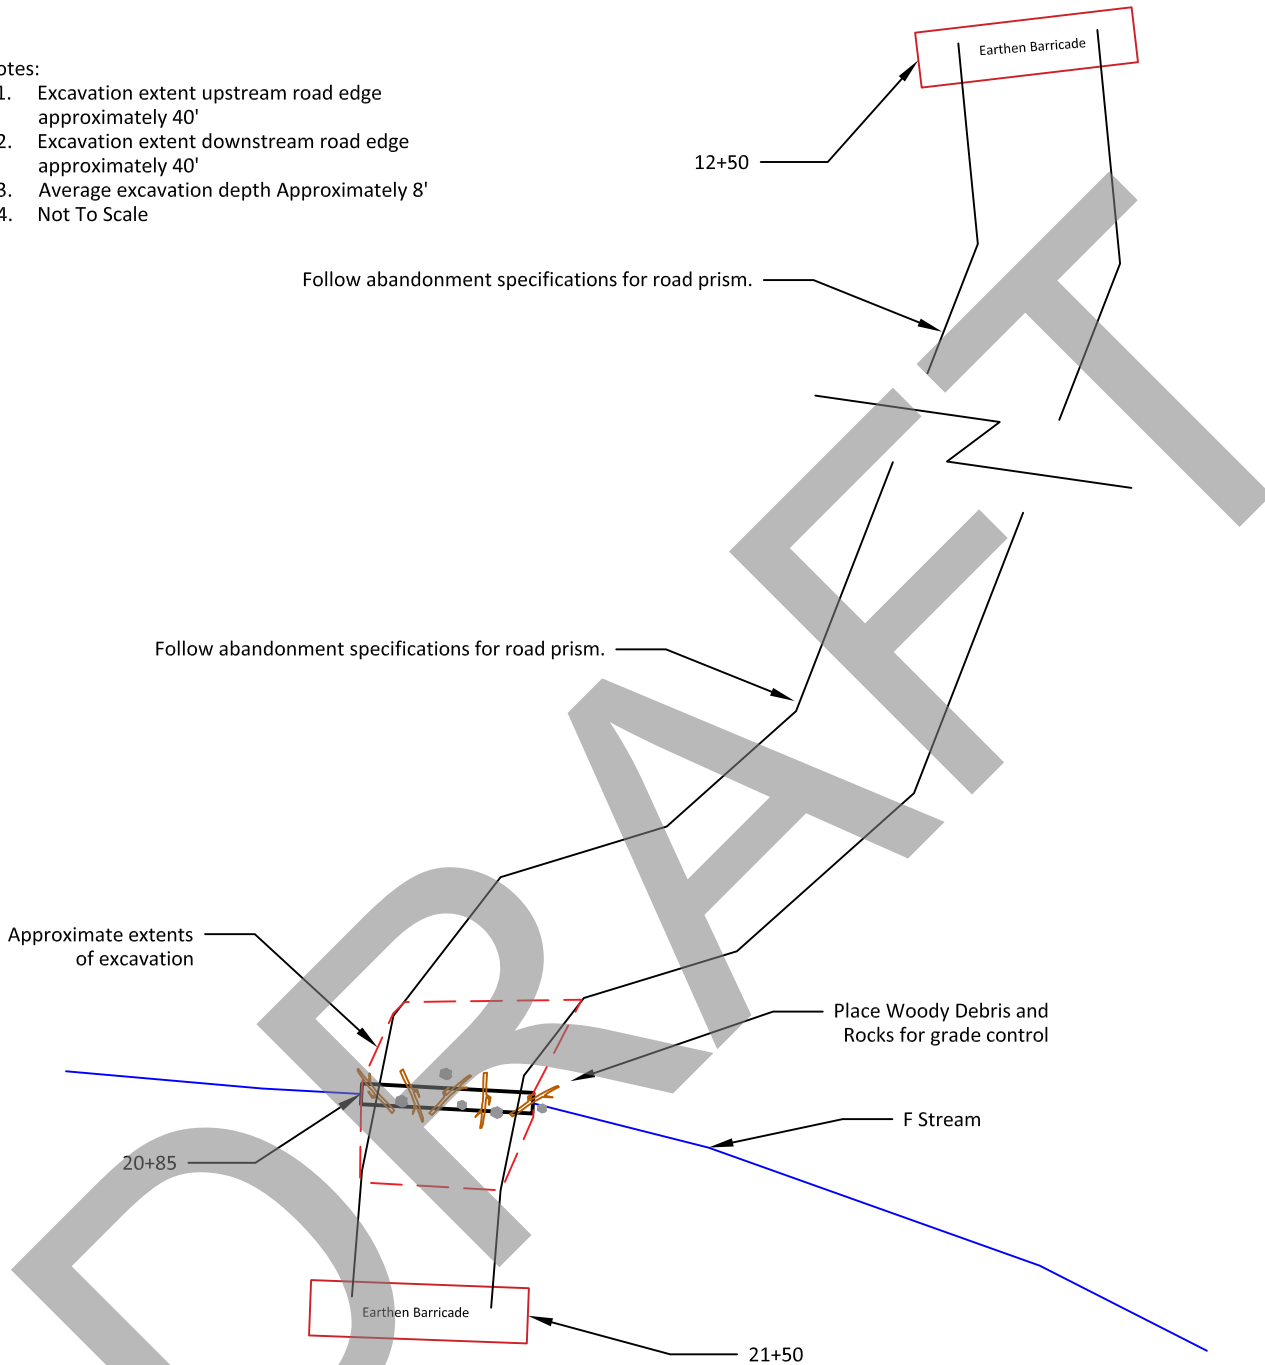 otes:
1. Excavation extent upstream road edge
approximately 40'
2. Excavation extent downstream road edge
approximately 40'
3. Average excavation depth Approximately 8'
4. Not To Scale
Earthen Barricade
12+50
Follow abandonment specifications for road prism.
Follow abandonment specifications for road prism.
Approximate extents
of excavation
Place Woody Debris and
Rocks for grade control
F Stream
20+85
Earthen Barricade
21+50
DRAFT